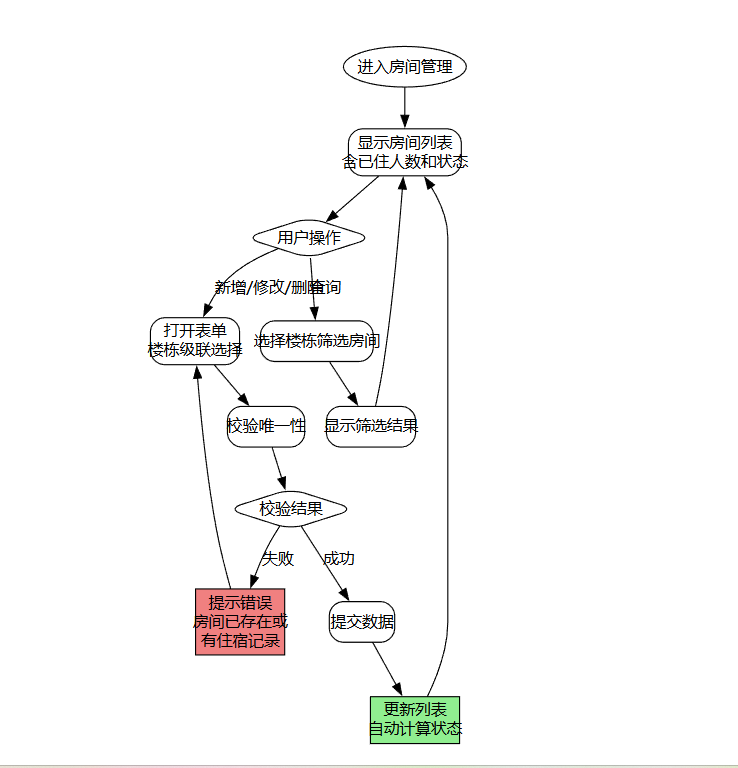 进入房间管理
显示房间列表
含已住人数和状态
用户操作
新增/修改/删除
查询
打开表单
楼栋级联选择
选择楼栋筛选房间
校验唯一性
显示筛选结果
校验结果
失败
成功
提示错误
房间已存在或
有住宿记录
提交数据
更新列表
自动计算状态